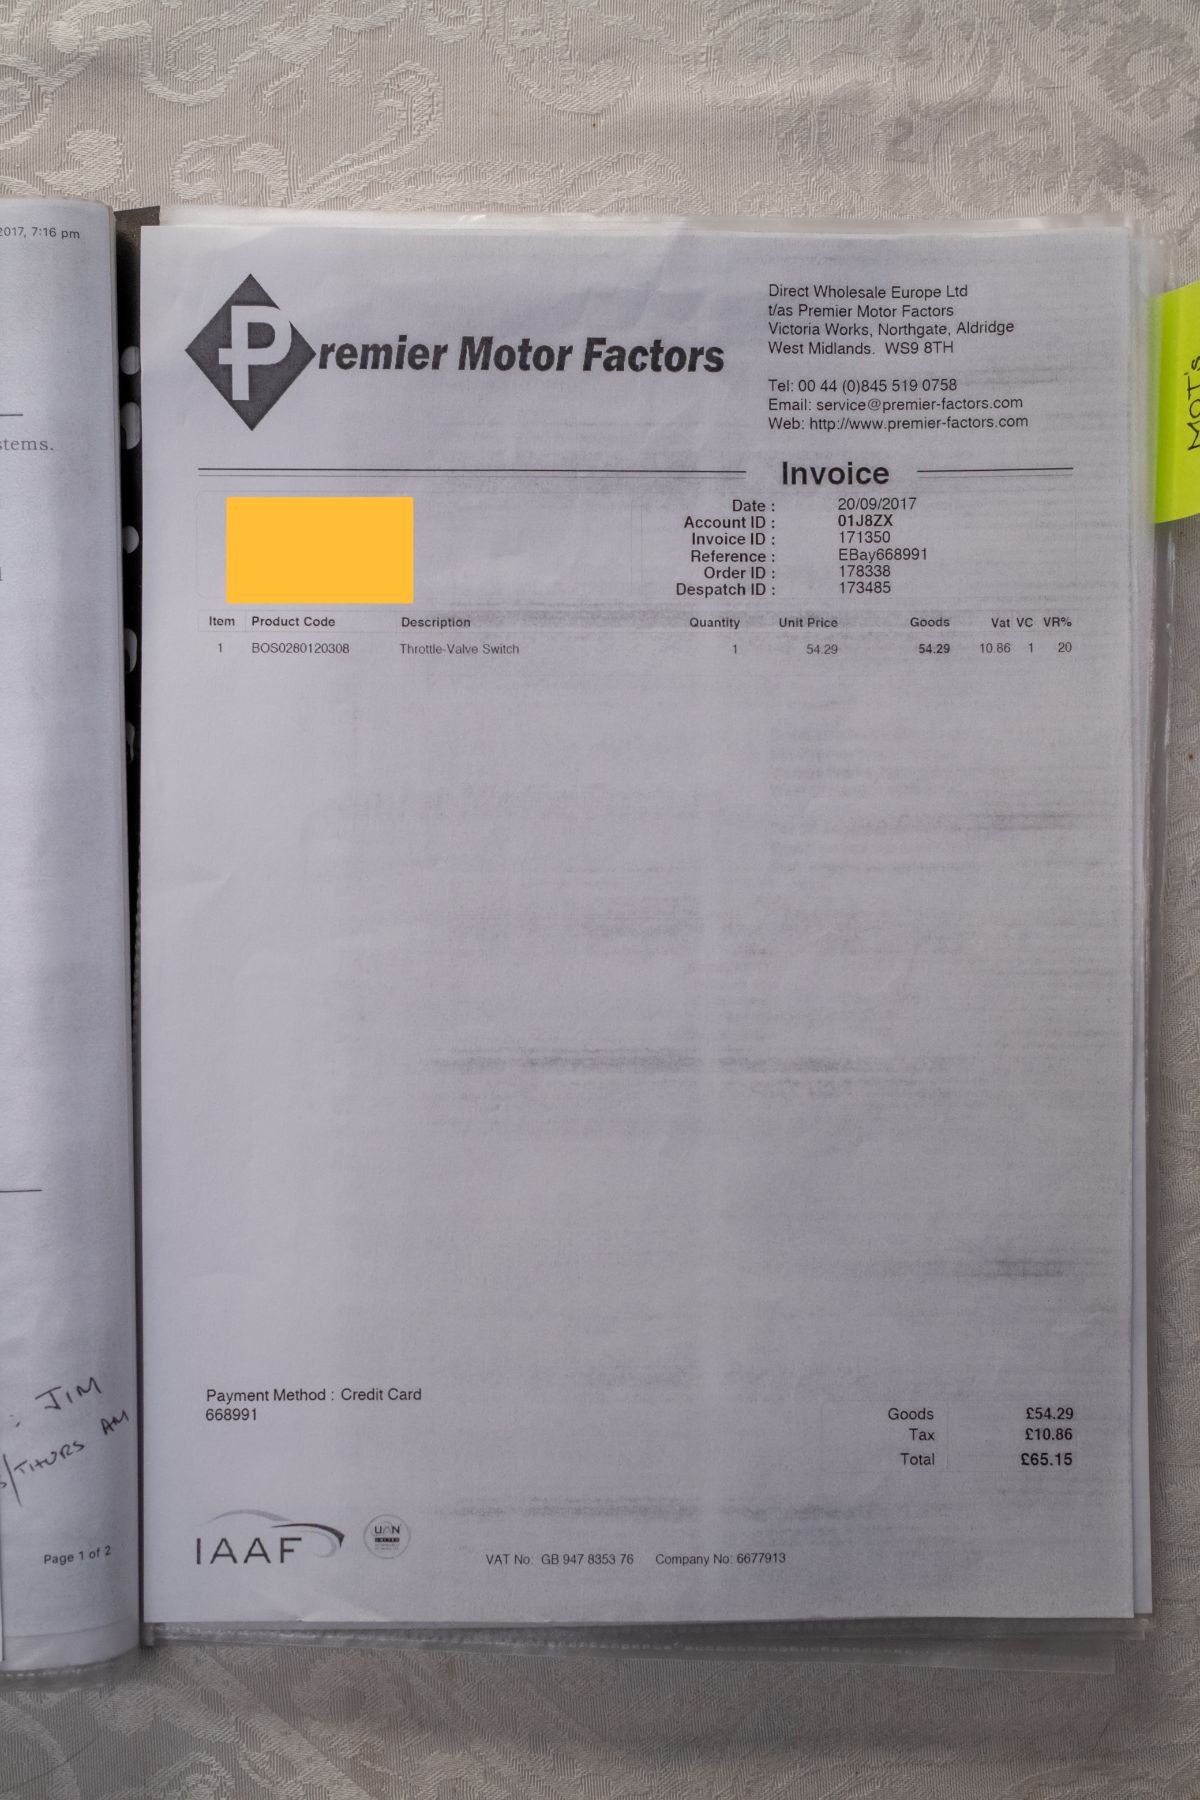 2017, 7:16 pm
stems.
: JIM
/THURS AM
Page 1 of 2
Premier Motor Factors
Direct Wholesale Europe Ltd
t/as Premier Motor Factors
Victoria Works, Northgate, Aldridge
West Midlands. WS9 8TH
Tel: 00 44 (0)845 519 0758
Email: service@premier-factors.com
Web: http://www.premier-factors.com
MOT's
Invoice
Date : 20/09/2017
Account ID : 01J8ZX
Invoice ID : 171350
Reference : EBay668991
Order ID : 178338
Despatch ID : 173485
Item Product Code Description Quantity Unit Price Goods Vat VC VR%
1 BOS0280120308 Throttle-Valve Switch 1 54.29 54.29 10.86 1 20
Payment Method : Credit Card
668991
Goods £54.29
Tax £10.86
Total £65.15
IAAF
UAN
VAT No: GB 947 8353 76 Company No: 6677913